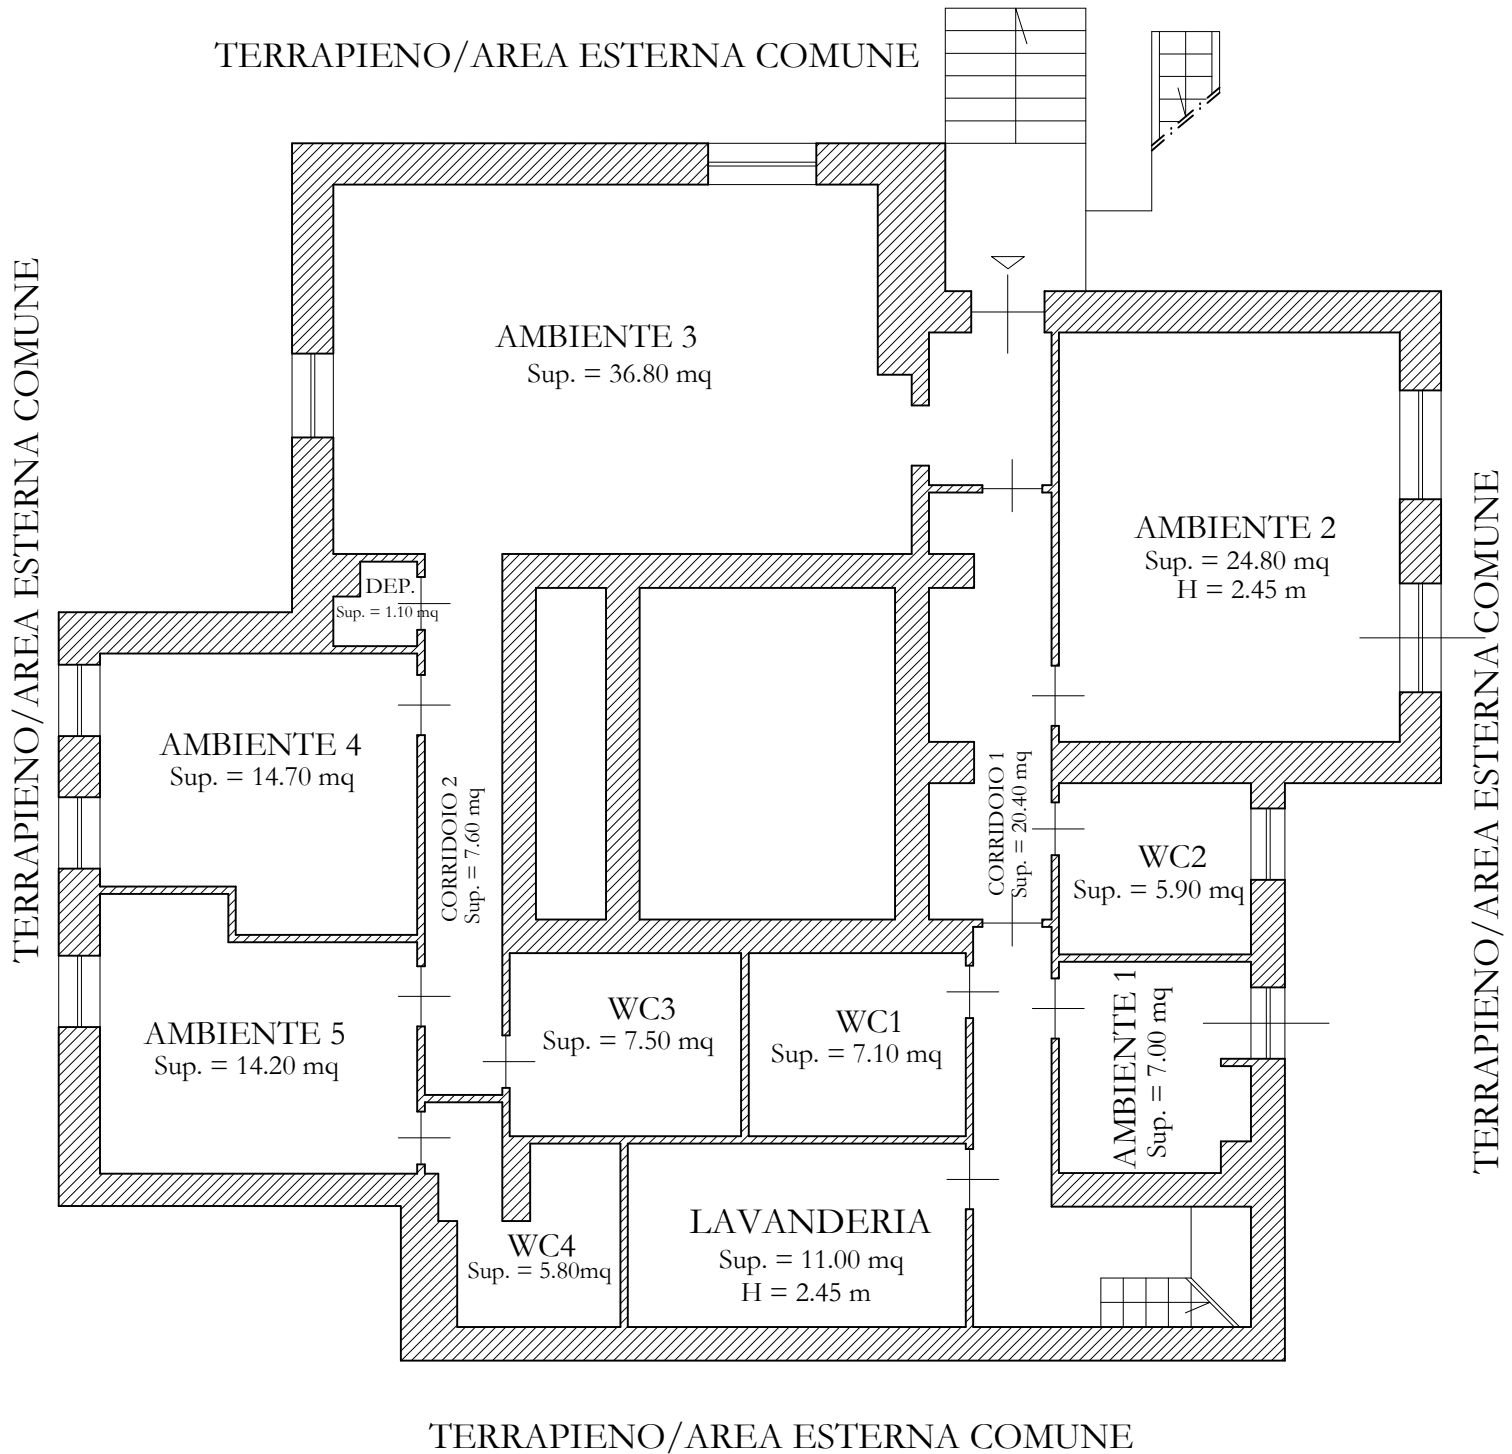 TERRAPIENO/AREA ESTERNA COMUNE
TERRAPIENO/AREA ESTERNA COMUNE
AMBIENTE 3
Sup. = 36.80 mq
AMBIENTE 2
Sup. = 24.80 mq
H = 2.45 m
TERRAPIENO/AREA ESTERNA COMUNE
DEP.
Sup. = 1.10 mq
AMBIENTE 4
Sup. = 14.70 mq
CORRIDOIO 2
Sup. = 7.60 mq
CORRIDOIO 1
Sup. = 20.40 mq
WC2
Sup. = 5.90 mq
AMBIENTE 5
Sup. = 14.20 mq
WC3
Sup. = 7.50 mq
WC1
Sup. = 7.10 mq
AMBIENTE 1
Sup. = 7.00 mq
WC4
Sup. = 5.80mq
LAVANDERIA
Sup. = 11.00 mq
H = 2.45 m
TERRAPIENO/AREA ESTERNA COMUNE